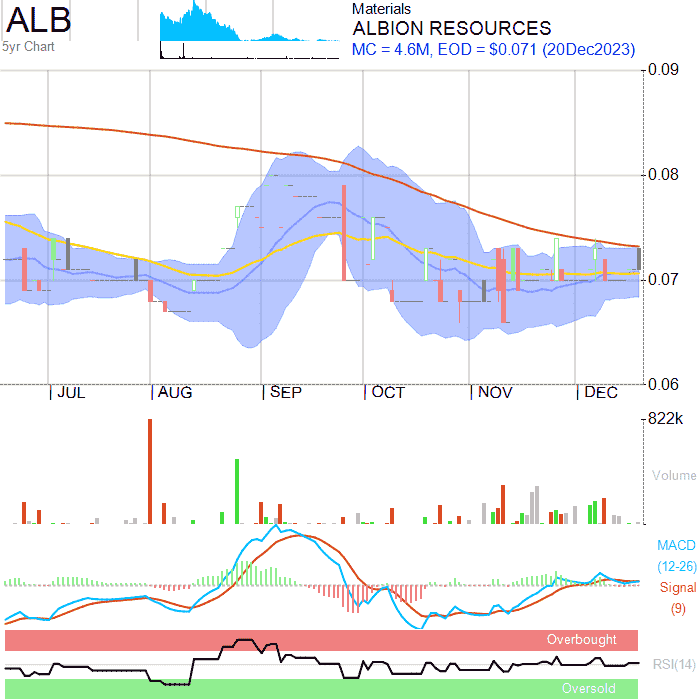 ALB
5yr Chart
Materials
ALBION RESOURCES
MC = 4.6M, EOD = $0.071 (20Dec2023)
0.09
0.08
0.07
0.06
JUL
AUG
SEP
OCT
NOV
DEC
822k
Volume
MACD
(12-26)
Signal
(9)
Overbought
RSI(14)
Oversold